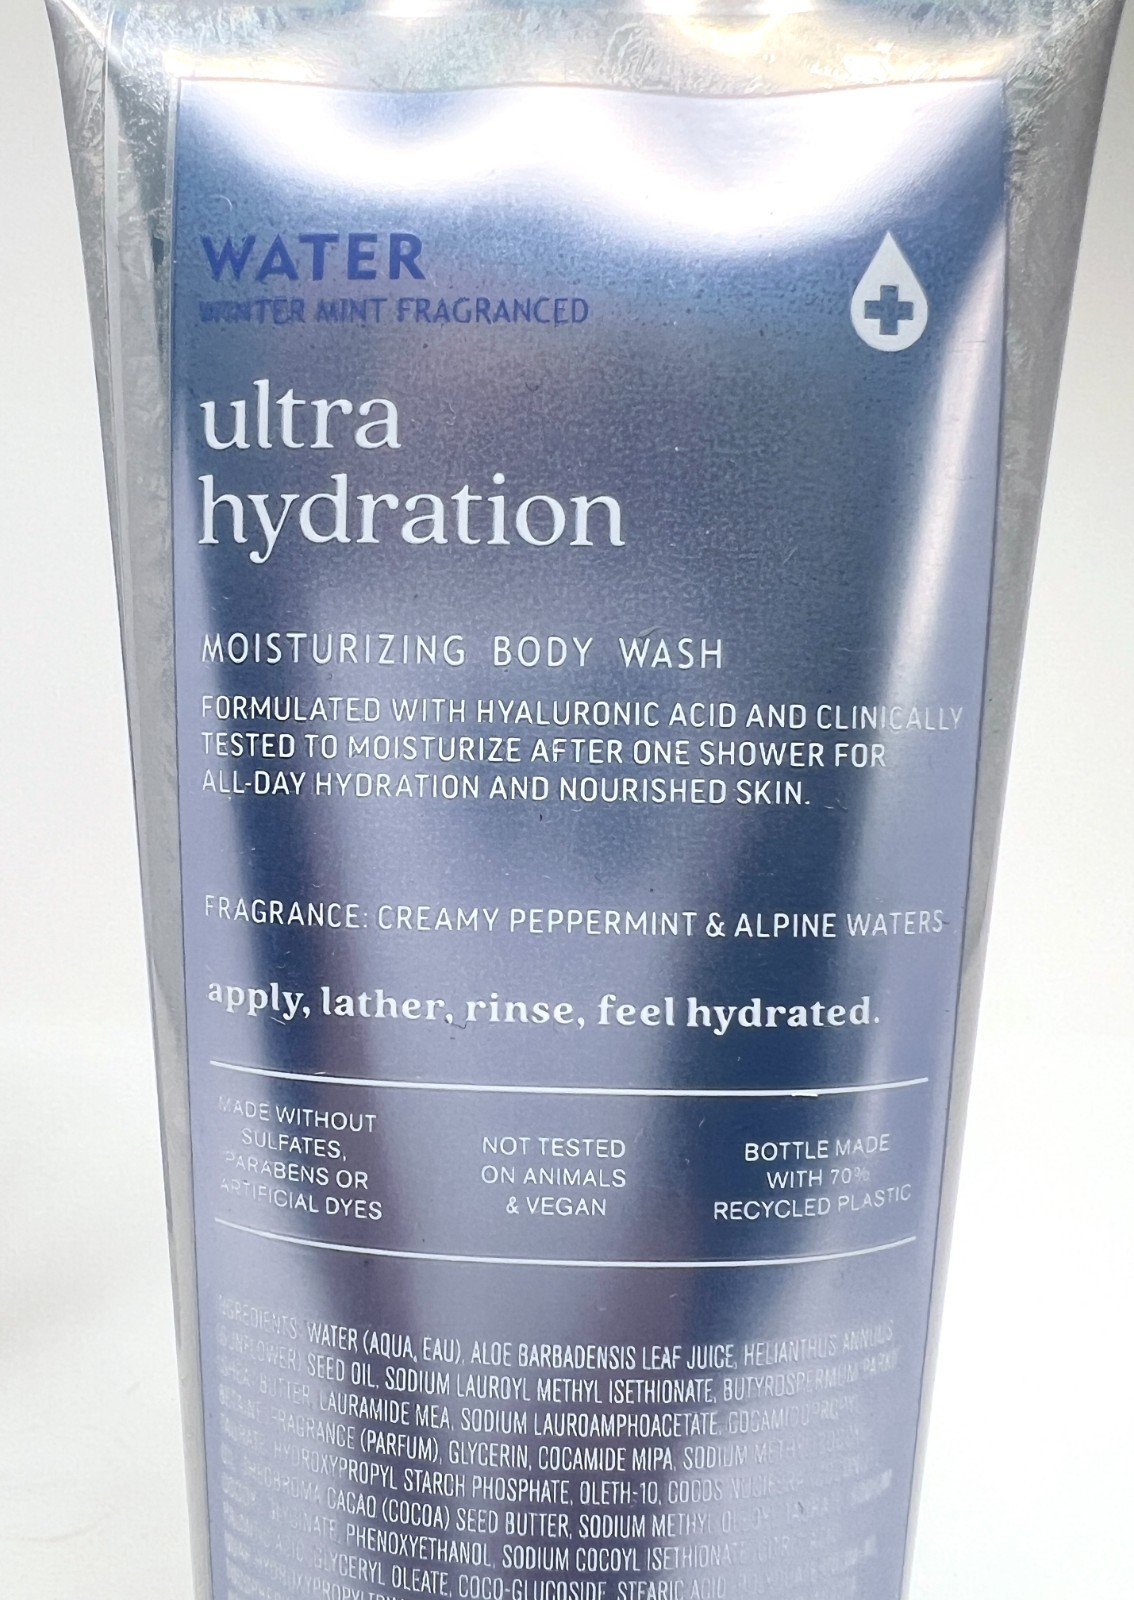 WATER
WINTER MINT FRAGRANCED
ultra
hydration
MOISTURIZING BODY WASH
FORMULATED WITH HYALURONIC ACID AND CLINICALLY
TESTED TO MOISTURIZE AFTER ONE SHOWER FOR
ALL-DAY HYDRATION AND NOURISHED SKIN.
FRAGRANCE: CREAMY PEPPERMINT & ALPINE WATERS
apply, lather, rinse, feel hydrated.
MADE WITHOUT
SULFATES,
PARABENS OR
ARTIFICIAL DYES
NOT TESTED
ON ANIMALS
& VEGAN
BOTTLE MADE
WITH 70%
RECYCLED PLASTIC
INGREDIENTS: WATER (AQUA, EAU), ALOE BARBADENSIS LEAF JUICE, HELIANTHUS ANNUUS
SUNFLOWER SEED OIL, SODIUM LAUROYL METHYL ISETHIONATE, BUTYROSPERMUM PARKII
BUTTER, LAURAMIDE MEA, SODIUM LAUROAMPHOACETATE,
FRAGRANCE (PARFUM), GLYCERIN, COCAMIDE MIPA, SODIUM
HYDROXYPROPYL STARCH PHOSPHATE, OLETH-10, COCOS
CACAO (COCOA) SEED BUTTER, SODIUM METHYL
PHENOXYETHANOL, SODIUM COCOYL ISETHIONATE,
GLYCERYL OLEATE, COCO-GLUCOSIDE, STEARIC ACID